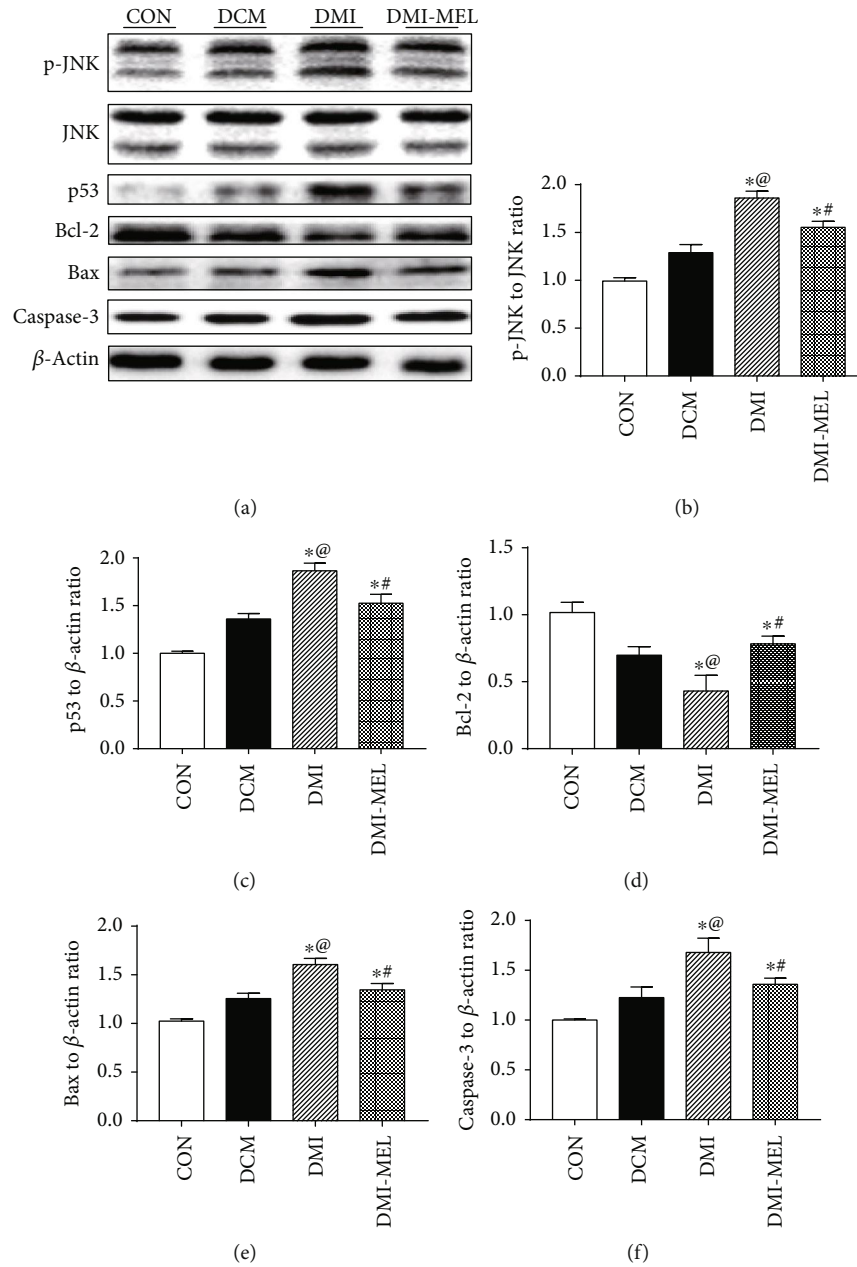 CON DCM DMI DMI-MEL
p-JNK
JNK
p53
Bcl-2
Bax
Caspase-3
β-Actin
(a)
p-JNK to JNK ratio
2.0
1.5
1.0
0.5
0.0
*@
*#
CON
DCM
DMI
DMI-MEL
(b)
p53 to β-actin ratio
2.0
1.5
1.0
0.5
0.0
*@
*#
CON
DCM
DMI
DMI-MEL
(c)
Bcl-2 to β-actin ratio
1.5
1.0
0.5
0.0
*@
*#
CON
DCM
DMI
DMI-MEL
(d)
Bax to β-actin ratio
2.0
1.5
1.0
0.5
0.0
*@
*#
CON
DCM
DMI
DMI-MEL
(e)
Caspase-3 to β-actin ratio
2.0
1.5
1.0
0.5
0.0
*@
*#
CON
DCM
DMI
DMI-MEL
(f)